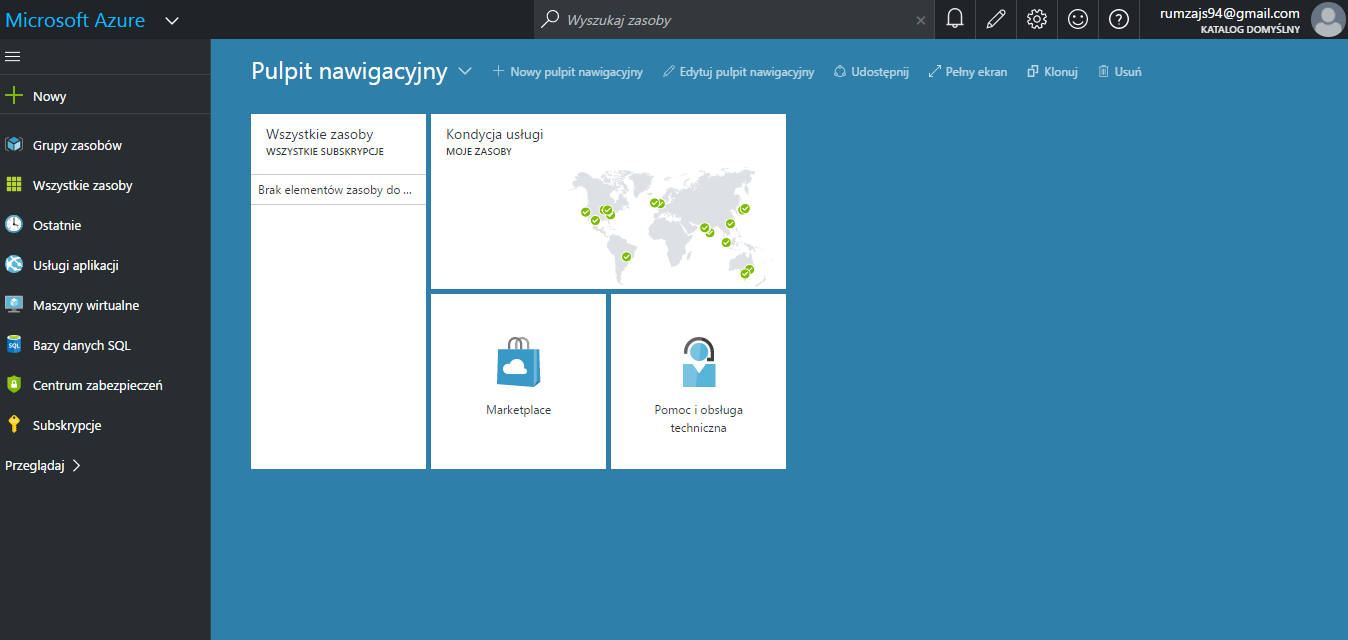 Microsoft Azure
Wyszukaj zasoby
rumzajs94@gmail.com
KATALOG DOMYŚLNY
Nowy
Grupy zasobów
Wszystkie zasoby
Ostatnie
Usługi aplikacji
Maszyny wirtualne
Bazy danych SQL
Centrum zabezpieczeń
Subskrypcje
Przeglądaj
Pulpit nawigacyjny
Nowy pulpit nawigacyjny
Edytuj pulpit nawigacyjny
Udostępnij
Pełny ekran
Klonuj
Usuń
Wszystkie zasoby
WSZYSTKIE SUBSKRYPCJE
Brak elementów zasoby do ...
Kondycja usługi
MOJE ZASOBY
Marketplace
Pomoc i obsługa
techniczna